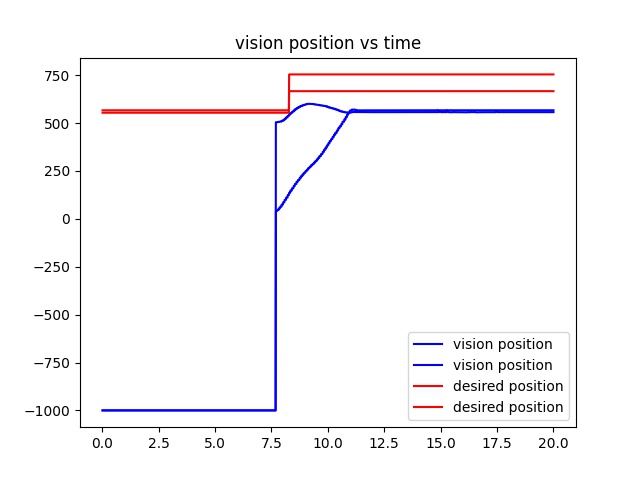 vision position vs time
750
500
250
0
−250
−500
−750
−1000
0.0 2.5 5.0 7.5 10.0 12.5 15.0 17.5 20.0
vision position
vision position
desired position
desired position